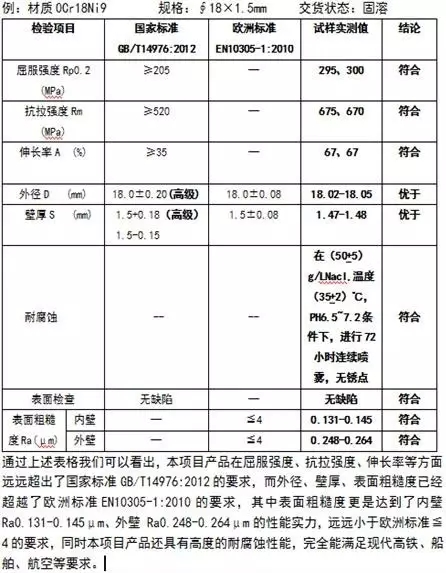 例：材质 0Cr18Ni9 规格：∮18×1.5mm 交货状态：固溶
检验项目 国家标准 GB/T14976:2012 欧洲标准 EN10305-1:2010 试样实测值 结论
屈服强度 Rp0.2 (MPa) ≥205 — 295、300 符合
抗拉强度 Rm (MPa) ≥520 — 675、670 符合
伸长率 A (%) ≥35 — 67、67 符合
外径 D (mm) 18.0±0.20(高级) 18.0±0.08 18.02-18.05 优于
壁厚 S (mm) 1.5+0.18 (高级) 1.5-0.15 1.5±0.08 1.47-1.48 优于
耐腐蚀 -- -- 在（50±5）g/LNacl.温度（35±2）℃，PH6.5~7.2 条件下，进行 72 小时连续喷雾，无锈点 符合
表面检查 无缺陷 — 无缺陷 符合
表面粗糙度 Ra(μm) 内壁 — ≦4 0.131-0.145 符合
外壁 — ≦4 0.248-0.264 符合
通过上述表格我们可以看出，本项目产品在屈服强度、抗拉强度、伸长率等方面
远远超出了国家标准 GB/T14976:2012 的要求，而外径、壁厚、表面粗糙度已经
超越了欧洲标准 EN10305-1:2010 的要求，其中表面粗糙度更是达到了内壁
Ra0.131-0.145μm、外壁 Ra0.248-0.264μm 的性能实力，远远小于欧洲标准≦
4 的要求，同时本项目产品还具有高度的耐腐蚀性能，完全能满足现代高铁、船
舶、航空等要求。